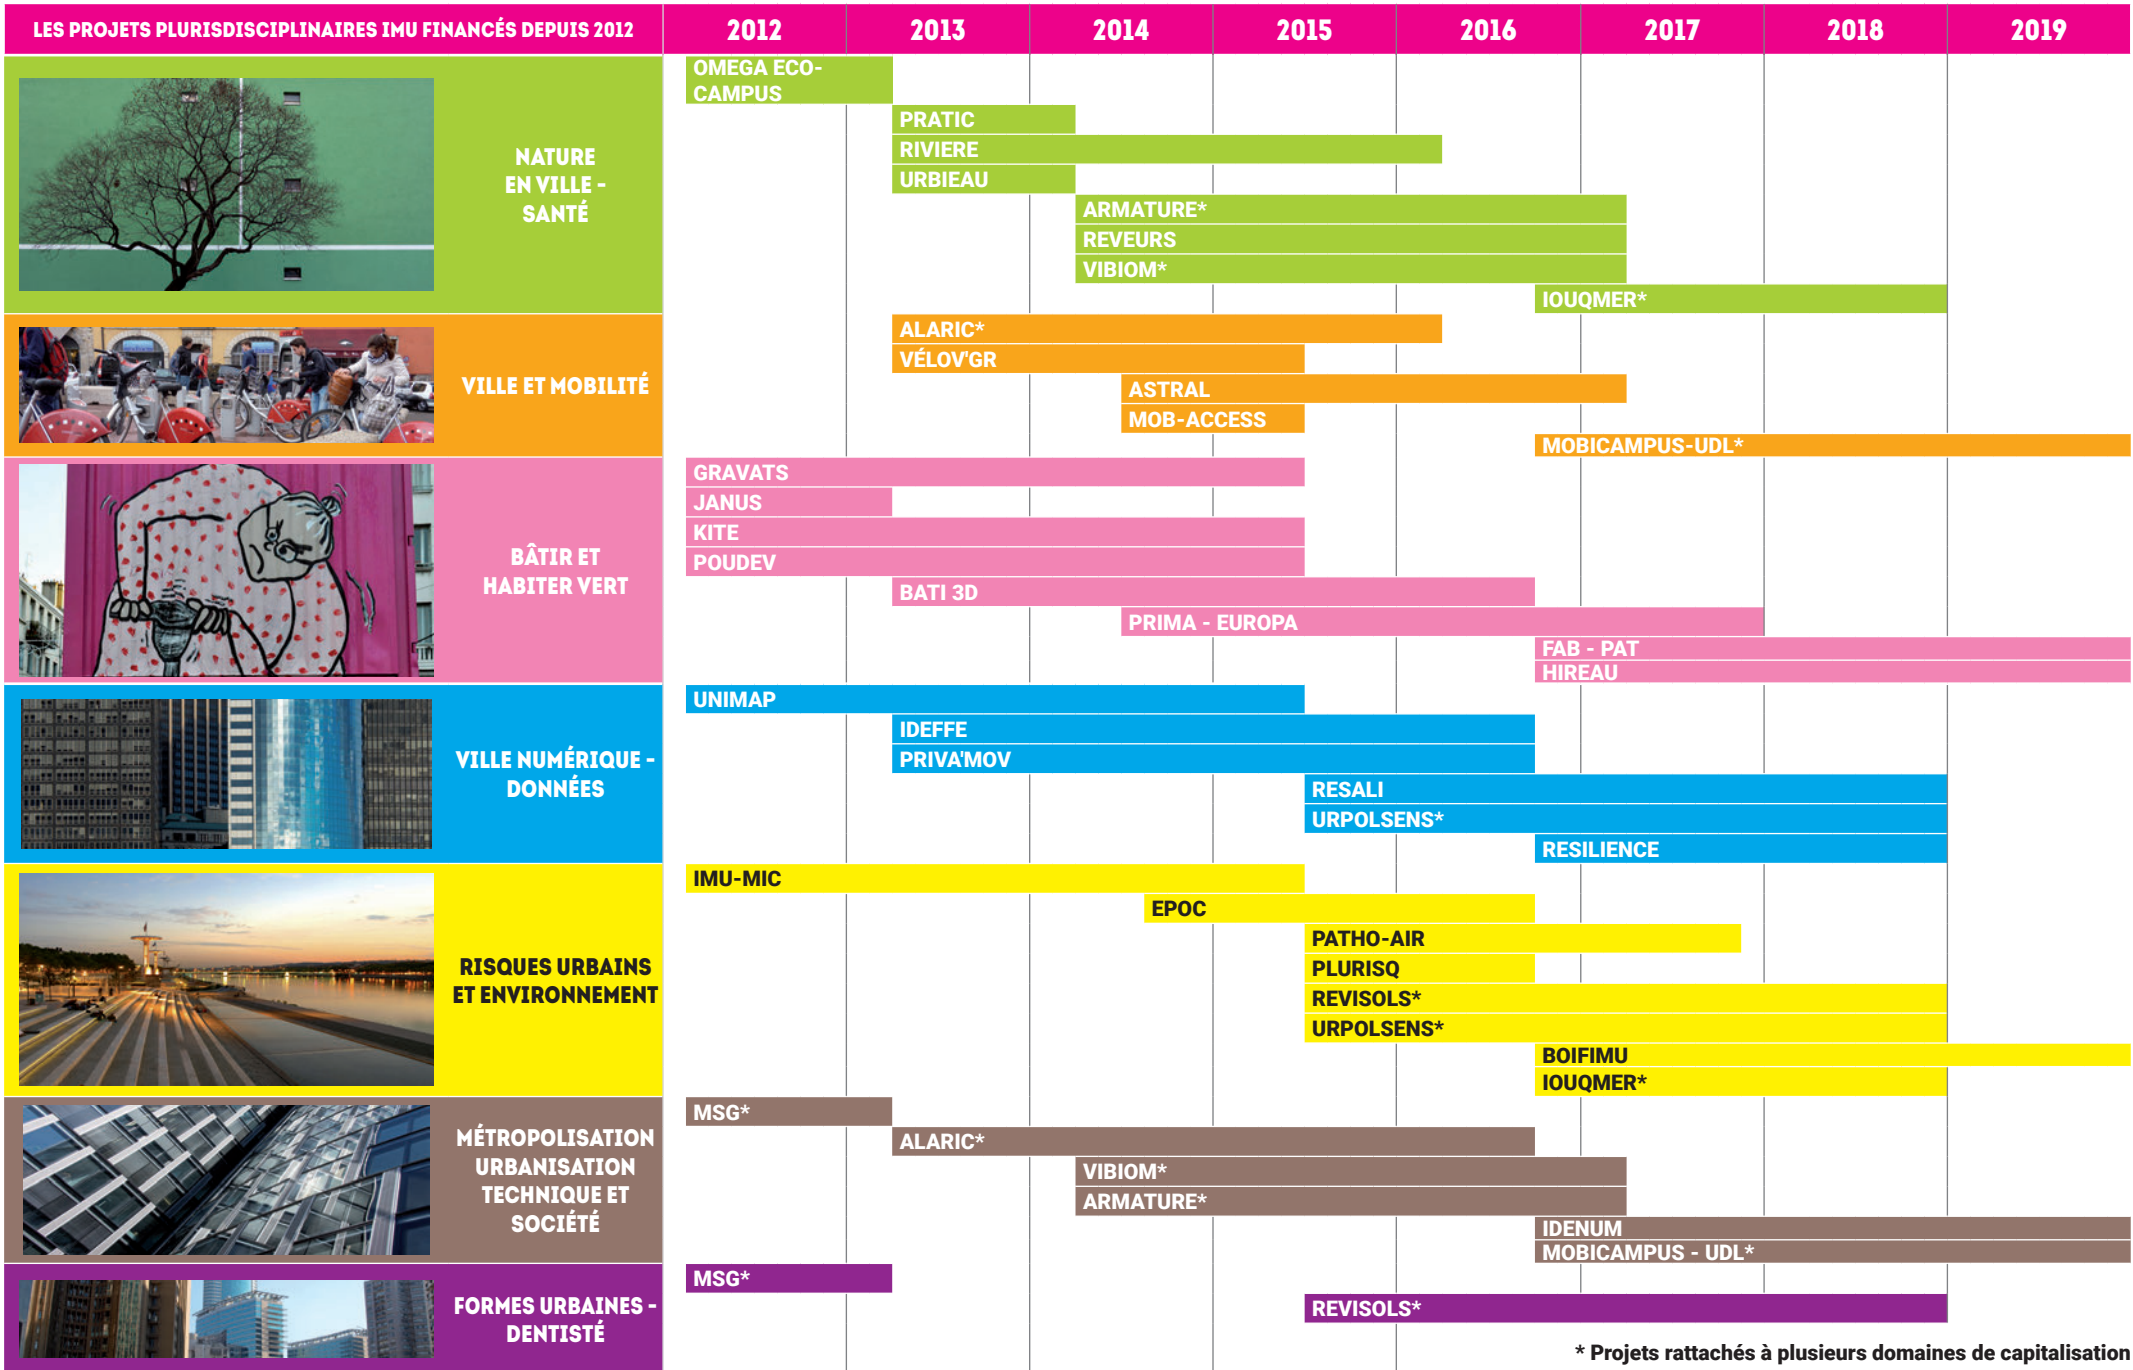 LES PROJETS PLURISDISCIPLINAIRES IMU FINANCÉS DEPUIS 2012
2012
2013
2014
2015
2016
2017
2018
2019
NATURE
EN VILLE -
SANTÉ
OMEGA ECO-
CAMPUS
PRATIC
RIVIERE
URBIEAU
ARMATURE*
REVEURS
VIBIOM*
IOUQMER*
VILLE ET MOBILITÉ
ALARIC*
VÉLOV'GR
ASTRAL
MOB-ACCESS
MOBICAMPUS-UDL*
BÂTIR ET
HABITER VERT
GRAVATS
JANUS
KITE
POUDEV
BATI 3D
PRIMA - EUROPA
FAB - PAT
HIREAU
VILLE NUMÉRIQUE -
DONNÉES
UNIMAP
IDEFFE
PRIVA'MOV
RESALI
URPOLSENS*
RESILIENCE
RISQUES URBAINS
ET ENVIRONNEMENT
IMU-MIC
EPOC
PATHO-AIR
PLURISQ
REVISOLS*
URPOLSENS*
BOIFIMU
IOUQMER*
MÉTROPOLISATION
URBANISATION
TECHNIQUE ET
SOCIÉTÉ
MSG*
ALARIC*
VIBIOM*
ARMATURE*
IDENUM
MOBICAMPUS - UDL*
FORMES URBAINES -
DENTISTÉ
MSG*
REVISOLS*
* Projets rattachés à plusieurs domaines de capitalisation